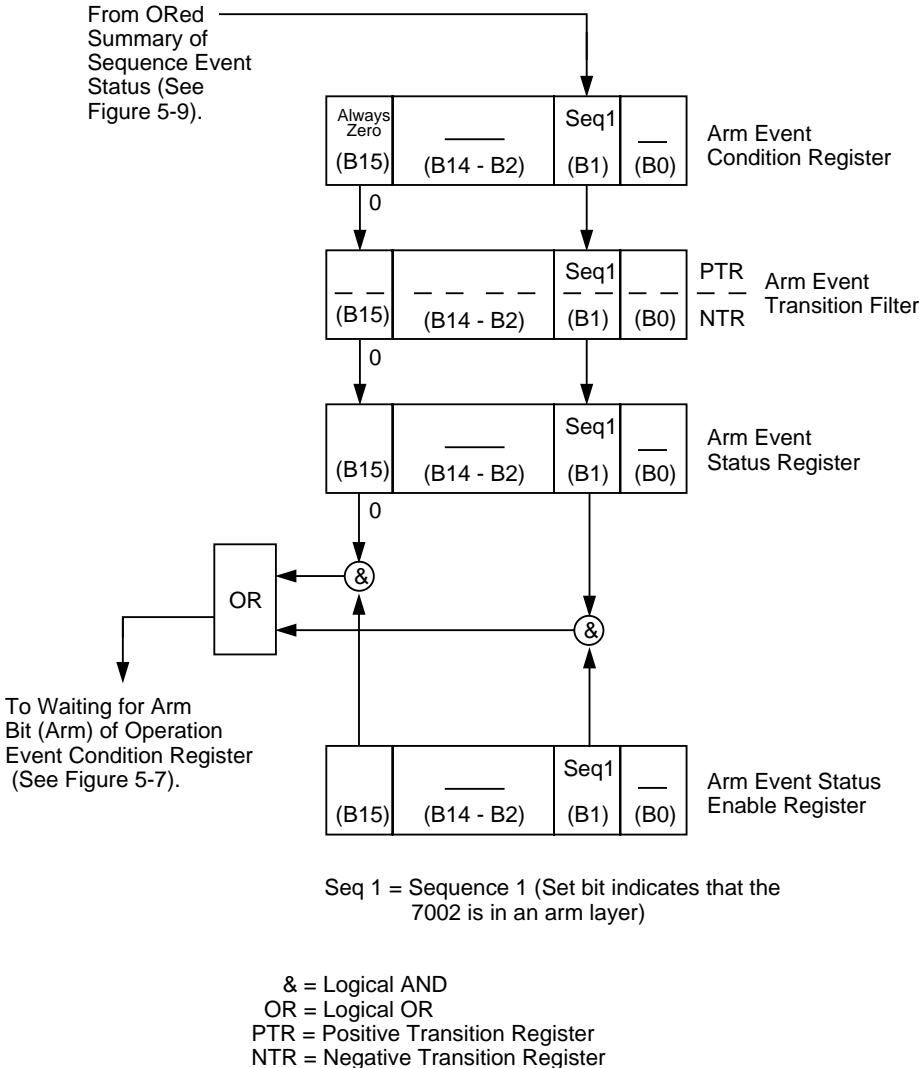 From ORed
Summary of
Sequence Event
Status (See
Figure 5-9).
Always
Zero
(B15)
(B14 - B2)
Seq1
(B1)
(B0)
Arm Event
Condition Register
0
(B15)
(B14 - B2)
Seq1
(B1)
(B0)
PTR
NTR
Arm Event
Transition Filter
0
(B15)
(B14 - B2)
Seq1
(B1)
(B0)
Arm Event
Status Register
0
&
OR
&
To Waiting for Arm
Bit (Arm) of Operation
Event Condition Register
(See Figure 5-7).
(B15)
(B14 - B2)
Seq1
(B1)
(B0)
Arm Event Status
Enable Register
Seq 1 = Sequence 1 (Set bit indicates that the
7002 is in an arm layer)
& = Logical AND
OR = Logical OR
PTR = Positive Transition Register
NTR = Negative Transition Register